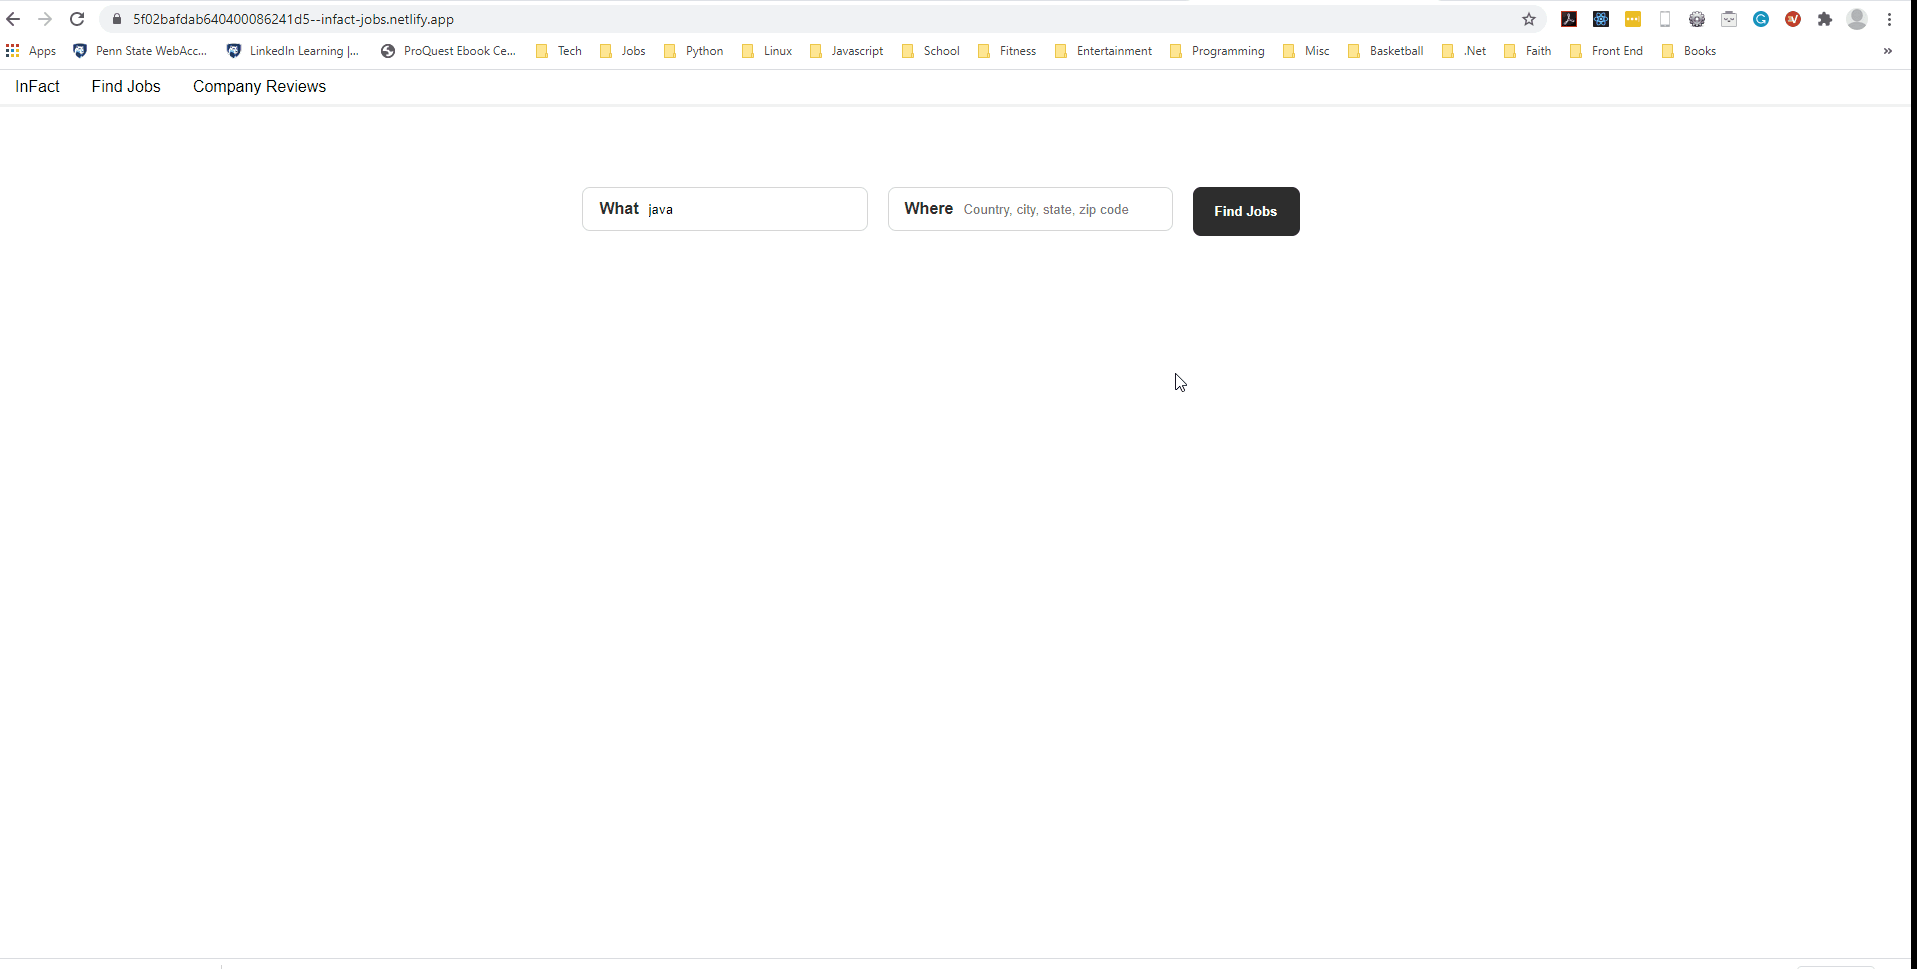 5f02bafdab640400086241d5--infact-jobs.netlify.app
Apps Penn State WebAcc... LinkedIn Learning |... ProQuest Ebook Ce... Tech Jobs Python Linux Javascript School Fitness Entertainment Programming Misc Basketball .Net Faith Front End Books »
InFact Find Jobs Company Reviews
What java Where Country, city, state, zip code Find Jobs